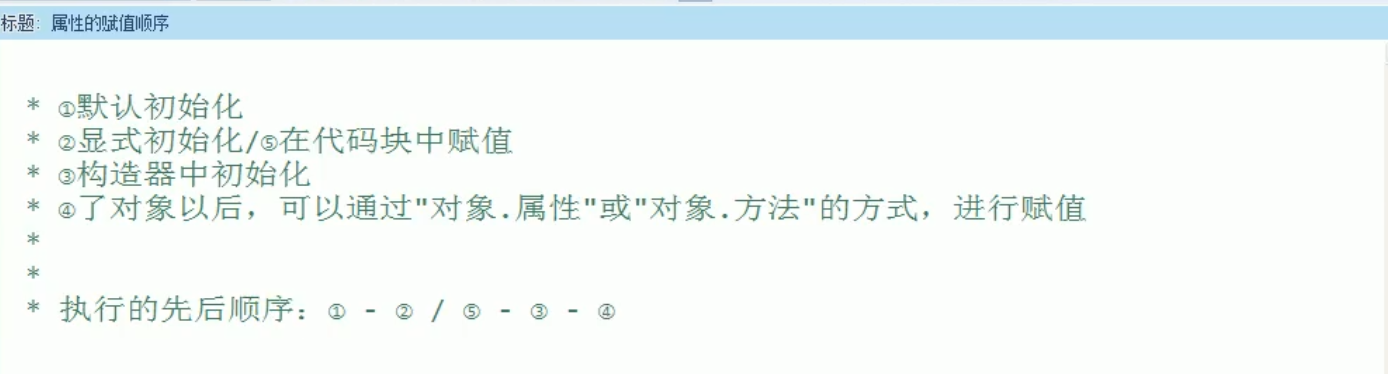 标题: 属性的赋值顺序
* ①默认初始化
* ②显式初始化/⑤在代码块中赋值
* ③构造器中初始化
* ④了对象以后，可以通过"对象.属性"或"对象.方法"的方式，进行赋值
*
*
* 执行的先后顺序：① - ② / ⑤ - ③ - ④